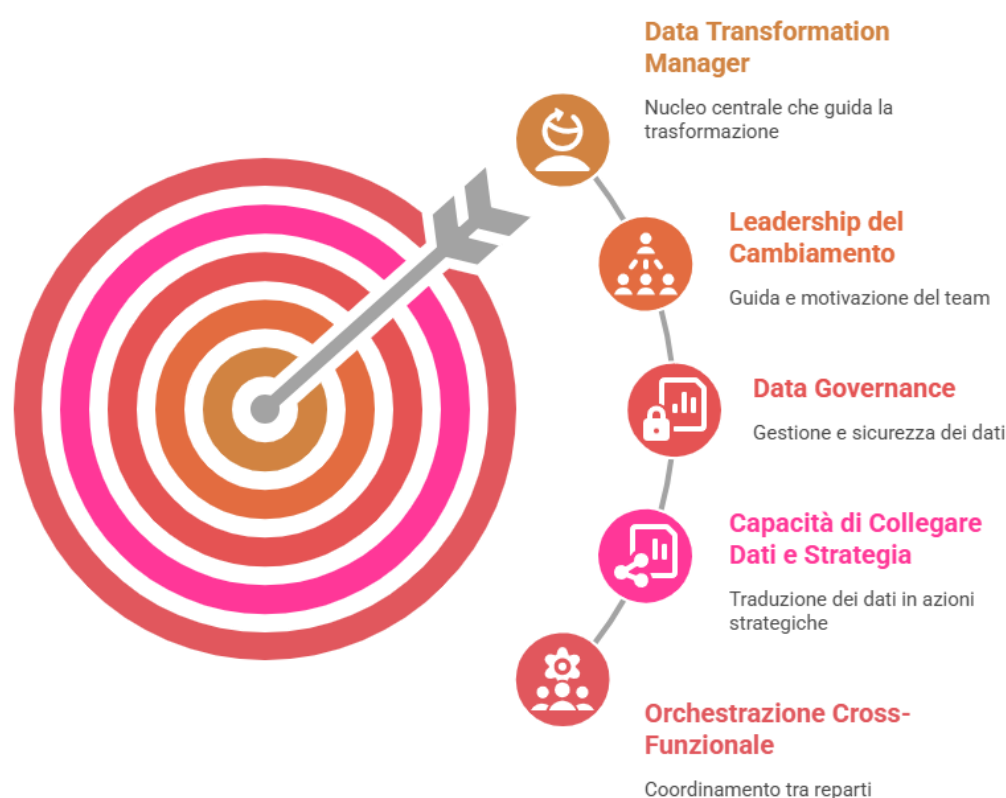 Data Transformation
Manager
Nucleo centrale che guida la
trasformazione
Leadership del
Cambiamento
Guida e motivazione del team
Data Governance
Gestione e sicurezza dei dati
Capacità di Collegare
Dati e Strategia
Traduzione dei dati in azioni
strategiche
Orchestrazione Cross-
Funzionale
Coordinamento tra reparti